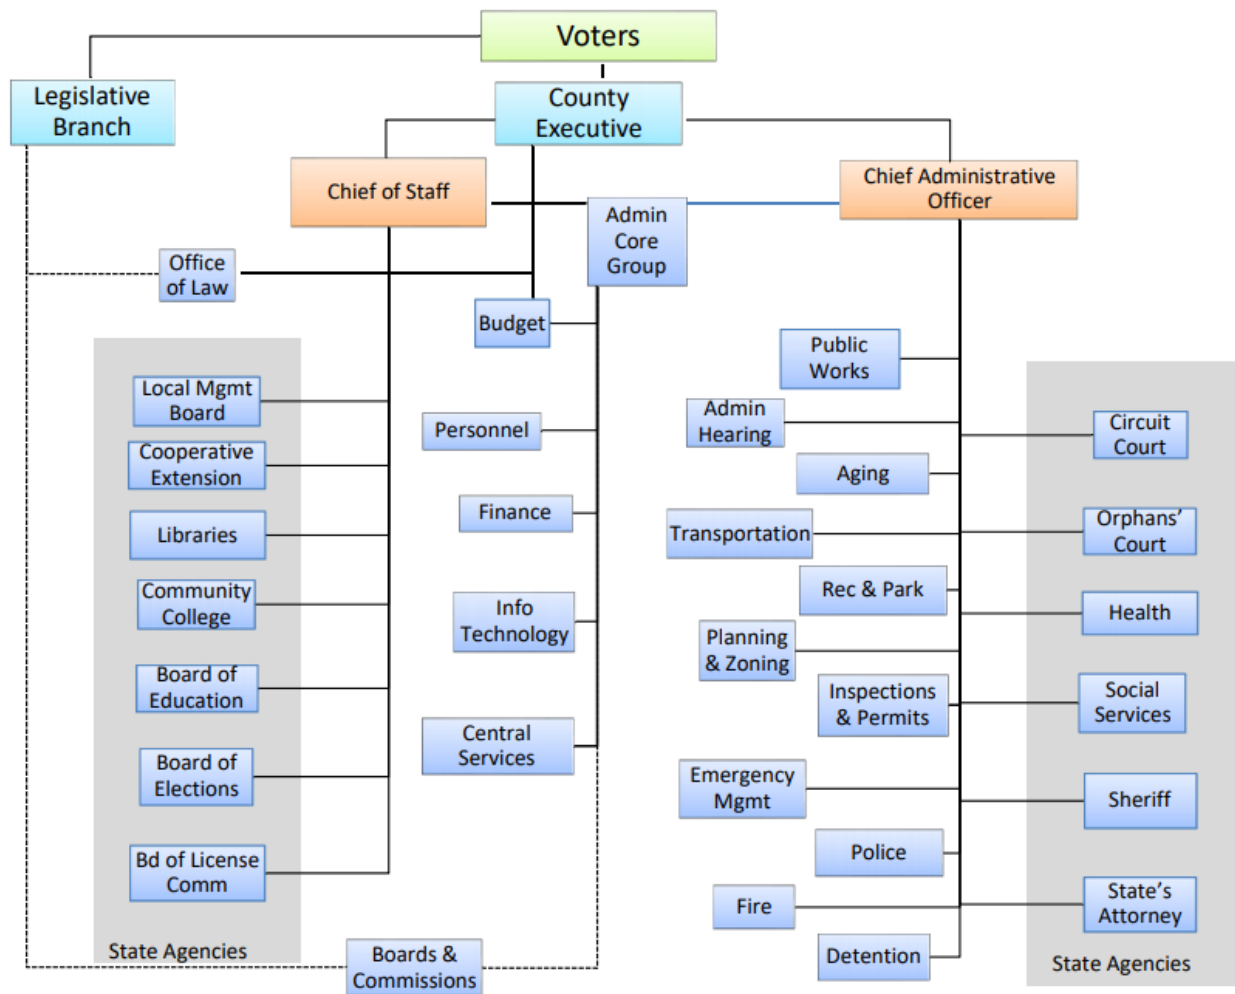 Voters
Legislative
Branch
County
Executive
Chief of Staff
Chief Administrative
Officer
Admin
Core
Group
Office
of Law
Budget
Public
Works
Local Mgmt
Board
Admin
Hearing
Personnel
Circuit
Court
Cooperative
Extension
Aging
Finance
Libraries
Transportation
Orphans’
Court
Community
College
Rec & Park
Health
Info
Technology
Planning
& Zoning
Board of
Education
Inspections
& Permits
Social
Services
Central
Services
Board of
Elections
Emergency
Mgmt
Sheriff
Bd of License
Comm
Police
Fire
State’s
Attorney
State Agencies
Boards &
Commissions
Detention
State Agencies